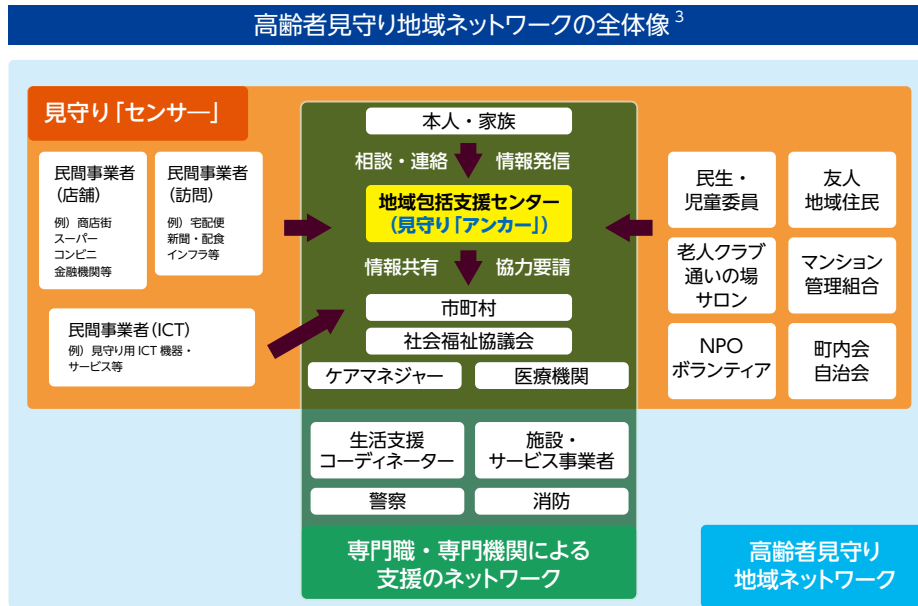 高齢者見守り地域ネットワークの全体像3
見守り「センサー」
民間事業者
(店舗)
例）商店街
スーパー
コンビニ
金融機関等
民間事業者
(訪問)
例）宅配便
新聞・配食
インフラ等
民間事業者(ICT)
例）見守り用ICT機器・
サービス等
本人・家族
相談・連絡
情報発信
地域包括支援センター
(見守り「アンカー」)
情報共有
協力要請
市町村
社会福祉協議会
ケアマネジャー
医療機関
生活支援
コーディネーター
施設・
サービス事業者
警察
消防
専門職・専門機関による
支援のネットワーク
民生・
児童委員
友人
地域住民
老人クラブ
通いの場
サロン
マンション
管理組合
NPO
ボランティア
町内会
自治会
高齢者見守り
地域ネットワーク